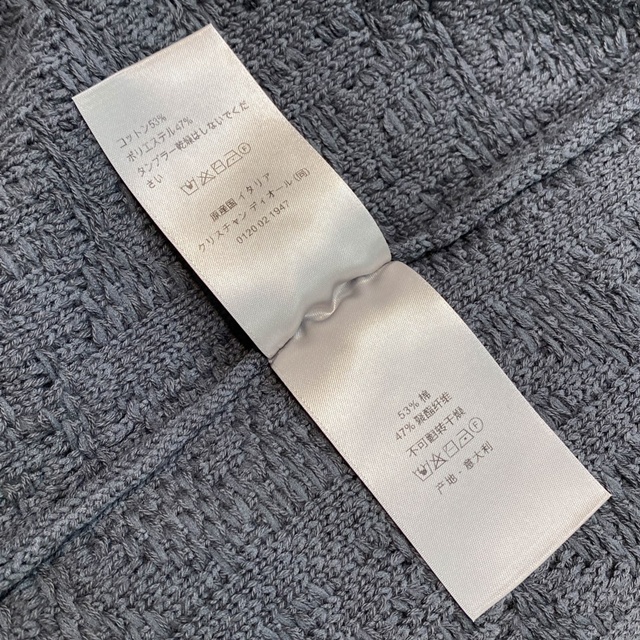 コットン53%
ポリエステル47%
タンブラー乾燥はしないでくだ
さい
原産国 イタリア
クリスチャン ディオール(同)
0120 02 1947
53% 棉
47% 聚酯纤维
不可翻转干燥
产地：意大利